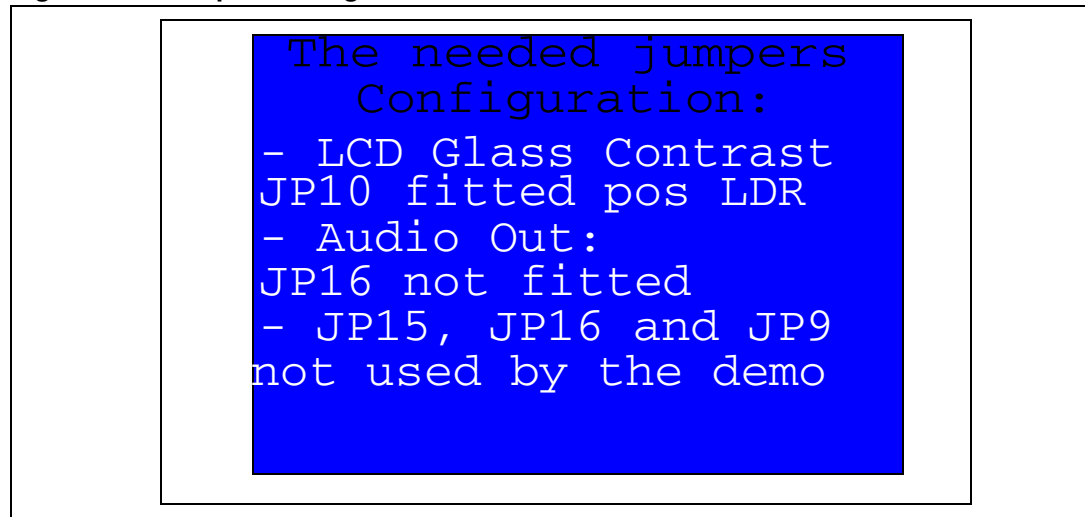 The needed jumpers
Configuration:
- LCD Glass Contrast
JP10 fitted pos LDR
- Audio Out:
JP16 not fitted
- JP15, JP16 and JP9
not used by the demo